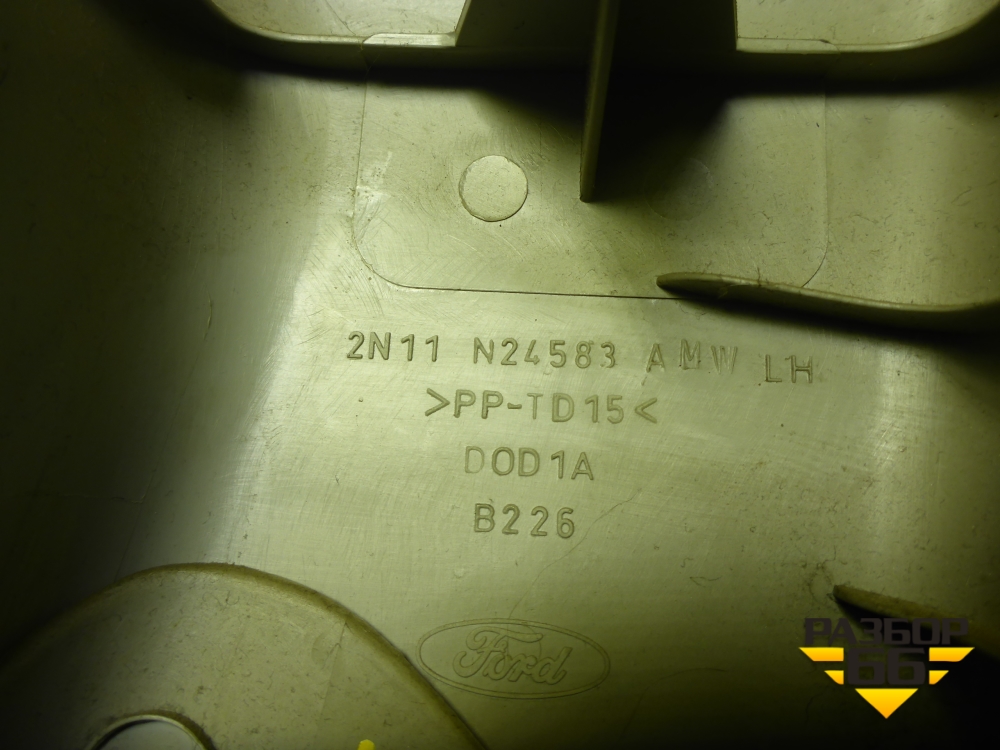 2N11 N24583 AMW LH
>PP-TD15<
DOD1A
B226
Ford
РАЗБОР
66